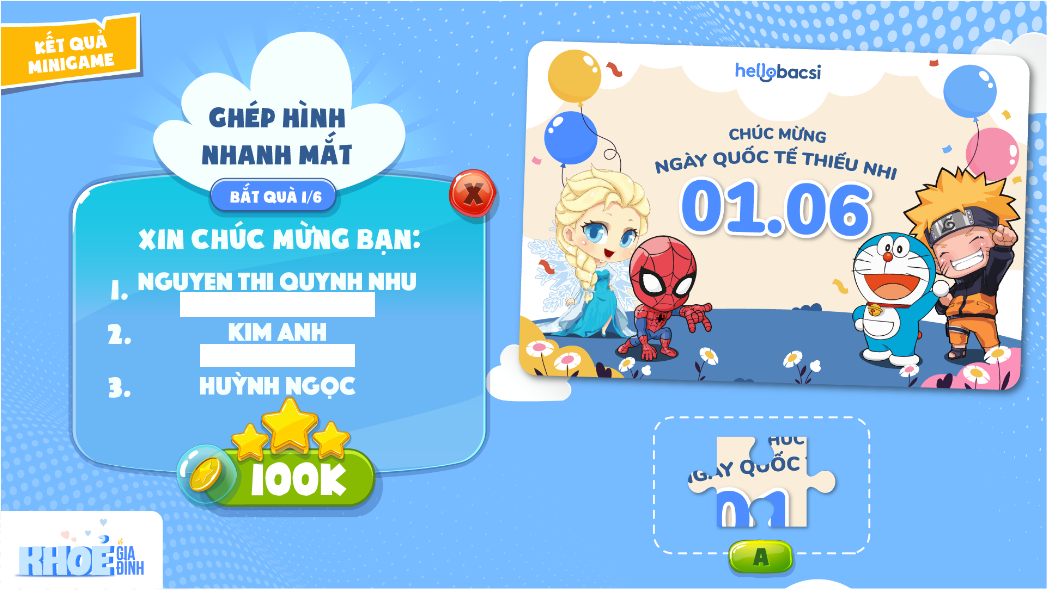 KẾT QUẢ
MINIGAME
GHÉP HÌNH
NHANH MẮT
BẮT QUÀ 1/6
X
XIN CHÚC MỪNG BẠN:
1. NGUYEN THI QUYNH NHU
2. KIM ANH
3. HUỲNH NGỌC
100K
KHOẺ vì GIA ĐÌNH
hellobacsi
CHÚC MỪNG
NGÀY QUỐC TẾ THIẾU NHI
01.06
HÚC
NGÀY QUỐC
01
A